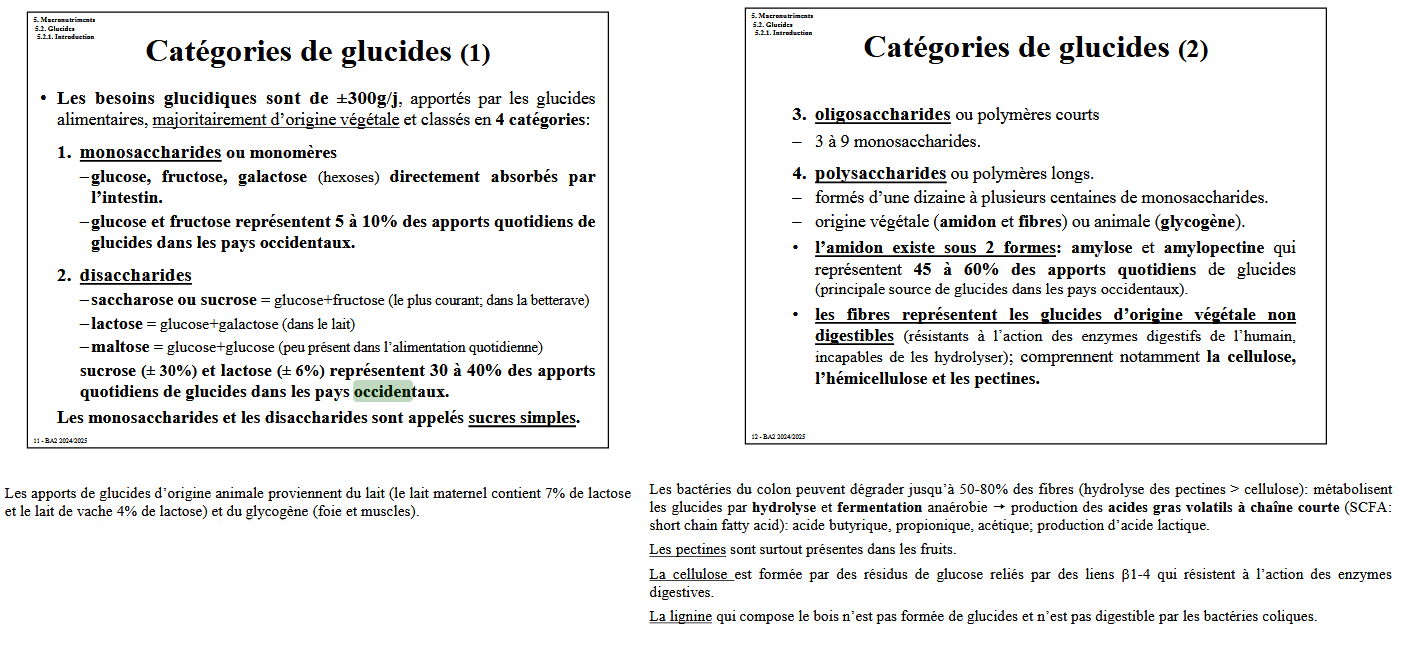 5. Macronutriments
5.2. Glucides
5.2.1. Introduction
Catégories de glucides (1)
• Les besoins glucidiques sont de ±300g/j, apportés par les glucides
alimentaires, majoritairement d’origine végétale et classés en 4 catégories:
1. monosaccharides ou monomères
–glucose, fructose, galactose (hexoses) directement absorbés par
l’intestin.
–glucose et fructose représentent 5 à 10% des apports quotidiens de
glucides dans les pays occidentaux.
2. disaccharides
–saccharose ou sucrose = glucose+fructose (le plus courant; dans la betterave)
–lactose = glucose+galactose (dans le lait)
–maltose = glucose+glucose (peu présent dans l’alimentation quotidienne)
sucrose (± 30%) et lactose (± 6%) représentent 30 à 40% des apports
quotidiens de glucides dans les pays occidentaux.
Les monosaccharides et les disaccharides sont appelés sucres simples.
11 - BA2 2024/2025
Les apports de glucides d’origine animale proviennent du lait (le lait maternel contient 7% de lactose
et le lait de vache 4% de lactose) et du glycogène (foie et muscles).
5. Macronutriments
5.2. Glucides
5.2.1. Introduction
Catégories de glucides (2)
3. oligosaccharides ou polymères courts
– 3 à 9 monosaccharides.
4. polysaccharides ou polymères longs.
– formés d’une dizaine à plusieurs centaines de monosaccharides.
– origine végétale (amidon et fibres) ou animale (glycogène).
• l’amidon existe sous 2 formes: amylose et amylopectine qui
représentent 45 à 60% des apports quotidiens de glucides
(principale source de glucides dans les pays occidentaux).
• les fibres représentent les glucides d’origine végétale non
digestibles (résistants à l’action des enzymes digestifs de l’humain,
incapables de les hydrolyser); comprennent notamment la cellulose,
l’hémicellulose et les pectines.
12 - BA2 2024/2025
Les bactéries du colon peuvent dégrader jusqu’à 50-80% des fibres (hydrolyse des pectines > cellulose): métabolisent
les glucides par hydrolyse et fermentation anaérobie → production des acides gras volatils à chaîne courte (SCFA:
short chain fatty acid): acide butyrique, propionique, acétique; production d’acide lactique.
Les pectines sont surtout présentes dans les fruits.
La cellulose est formée par des résidus de glucose reliés par des liens β1-4 qui résistent à l’action des enzymes
digestives.
La lignine qui compose le bois n’est pas formée de glucides et n’est pas digestible par les bactéries coliques.